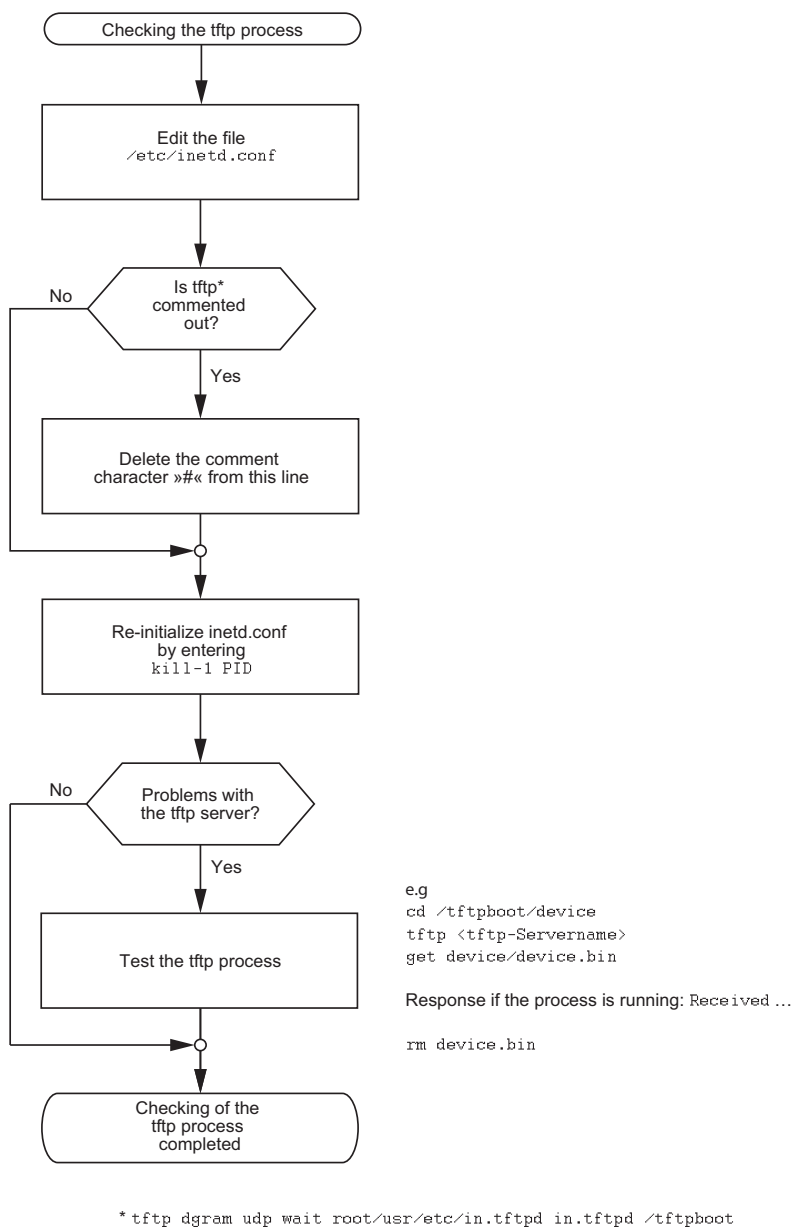 Checking the tftp process
Edit the file
/etc/inetd.conf
Is tftp*
commented
out?
No
Yes
Delete the comment
character »#« from this line
Re-initialize inetd.conf
by entering
kill-1 PID
Problems with
the tftp server?
No
Yes
Test the tftp process
e.g
cd /tftpboot/device
tftp <tftp-Servername>
get device/device.bin
Response if the process is running: Received …
rm device.bin
Checking of the
tftp process
completed
* tftp dgram udp wait root/usr/etc/in.tftpd in.tftpd /tftpboot